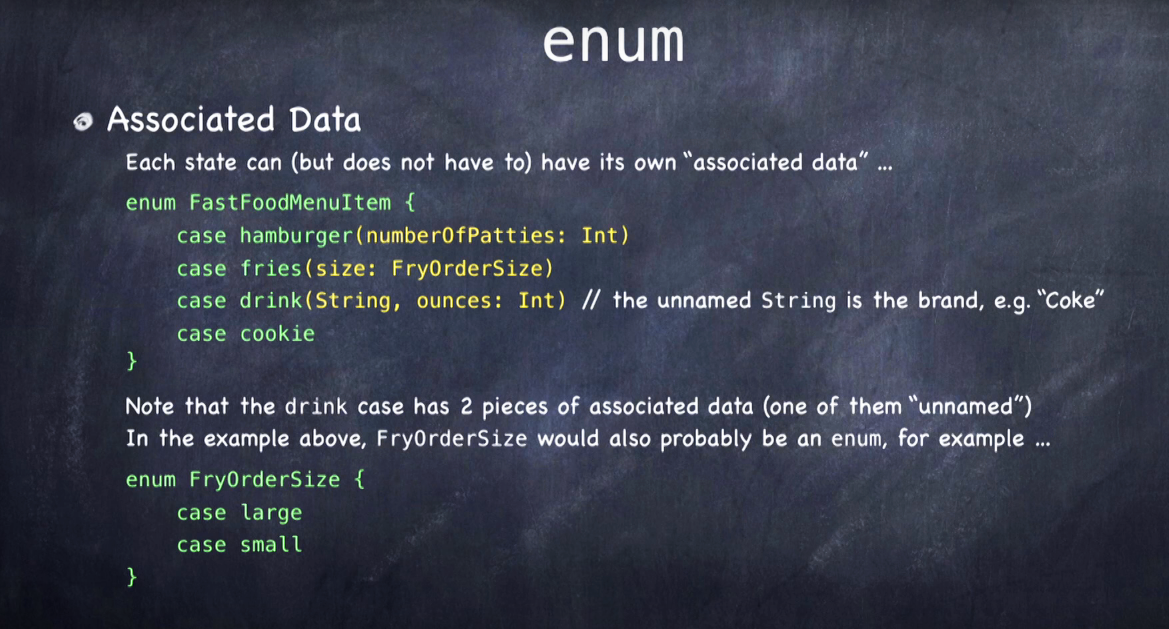 enum
Associated Data
Each state can (but does not have to) have its own “associated data” ...
enum FastFoodMenuItem {
    case hamburger(numberOfPatties: Int)
    case fries(size: FryOrderSize)
    case drink(String, ounces: Int) // the unnamed String is the brand, e.g. “Coke”
    case cookie
}
Note that the drink case has 2 pieces of associated data (one of them “unnamed”)
In the example above, FryOrderSize would also probably be an enum, for example ...
enum FryOrderSize {
    case large
    case small
}